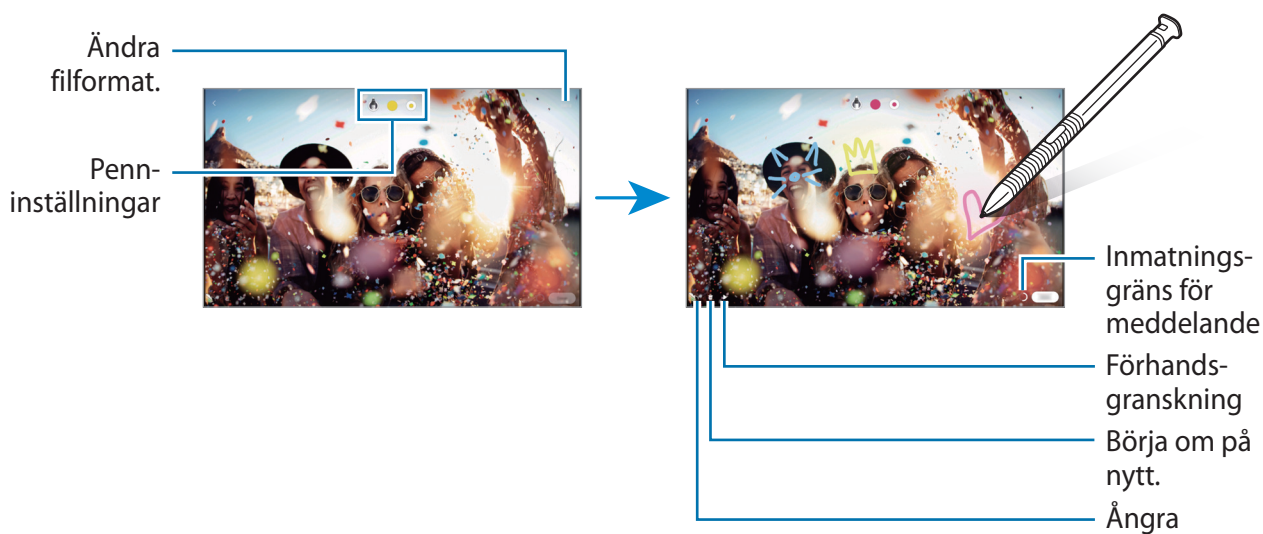 Ändra
filformat.
Penn-
inställningar
Inmatnings-
gräns för
meddelande
Förhands-
granskning
Börja om på
nytt.
Ångra